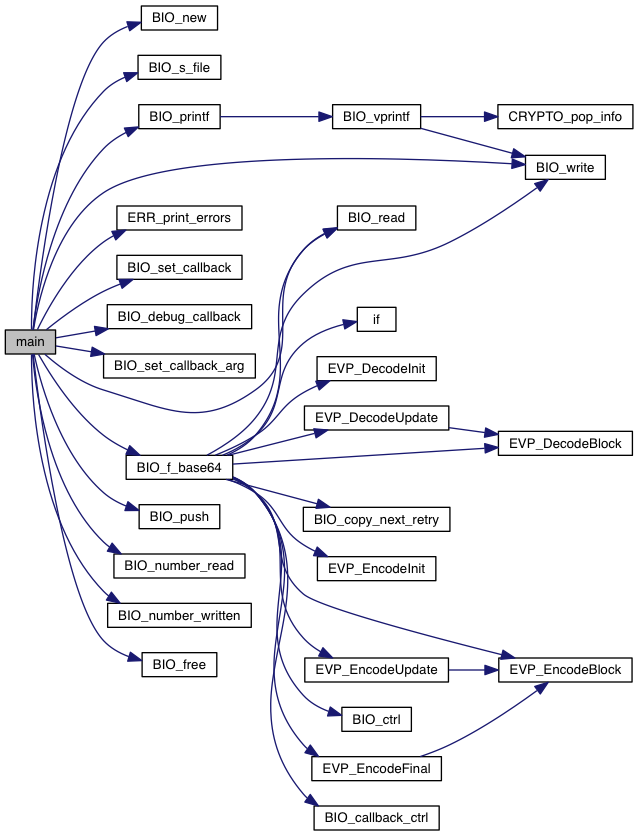 BIO_new
BIO_s_file
BIO_printf
BIO_vprintf
CRYPTO_pop_info
BIO_write
ERR_print_errors
BIO_read
BIO_set_callback
BIO_debug_callback
if
main
BIO_set_callback_arg
EVP_DecodeInit
EVP_DecodeUpdate
EVP_DecodeBlock
BIO_f_base64
BIO_push
BIO_copy_next_retry
BIO_number_read
EVP_EncodeInit
BIO_number_written
BIO_free
EVP_EncodeUpdate
EVP_EncodeBlock
BIO_ctrl
EVP_EncodeFinal
BIO_callback_ctrl